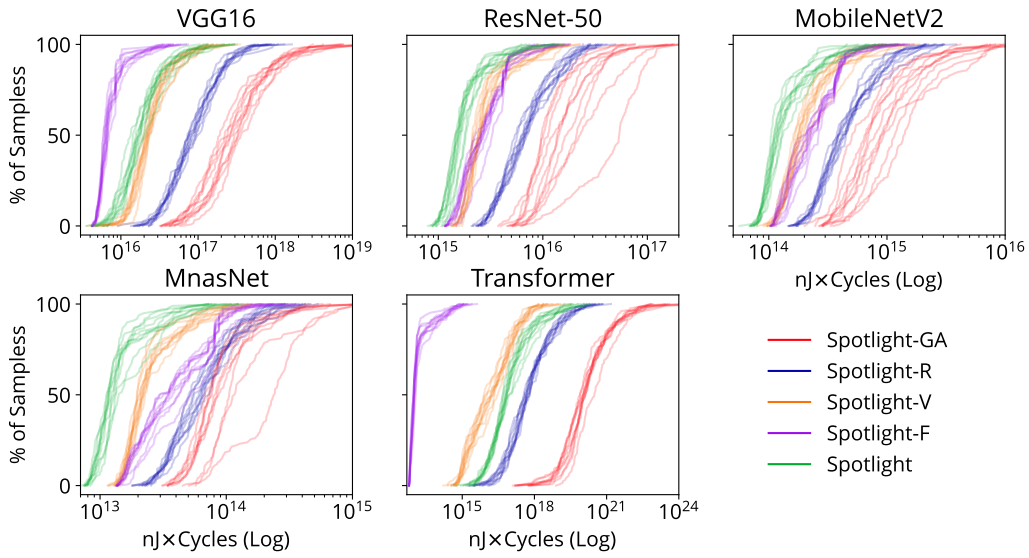 VGG16
ResNet-50
MobileNetV2
% of Sampless
100
50
0
10^16 10^17 10^18 10^19
10^15 10^16 10^17
10^14 10^15 10^16
nJ×Cycles (Log)
MnasNet
Transformer
% of Sampless
100
50
0
10^13 10^14 10^15
10^15 10^18 10^21 10^24
nJ×Cycles (Log)
nJ×Cycles (Log)
Spotlight-GA
Spotlight-R
Spotlight-V
Spotlight-F
Spotlight